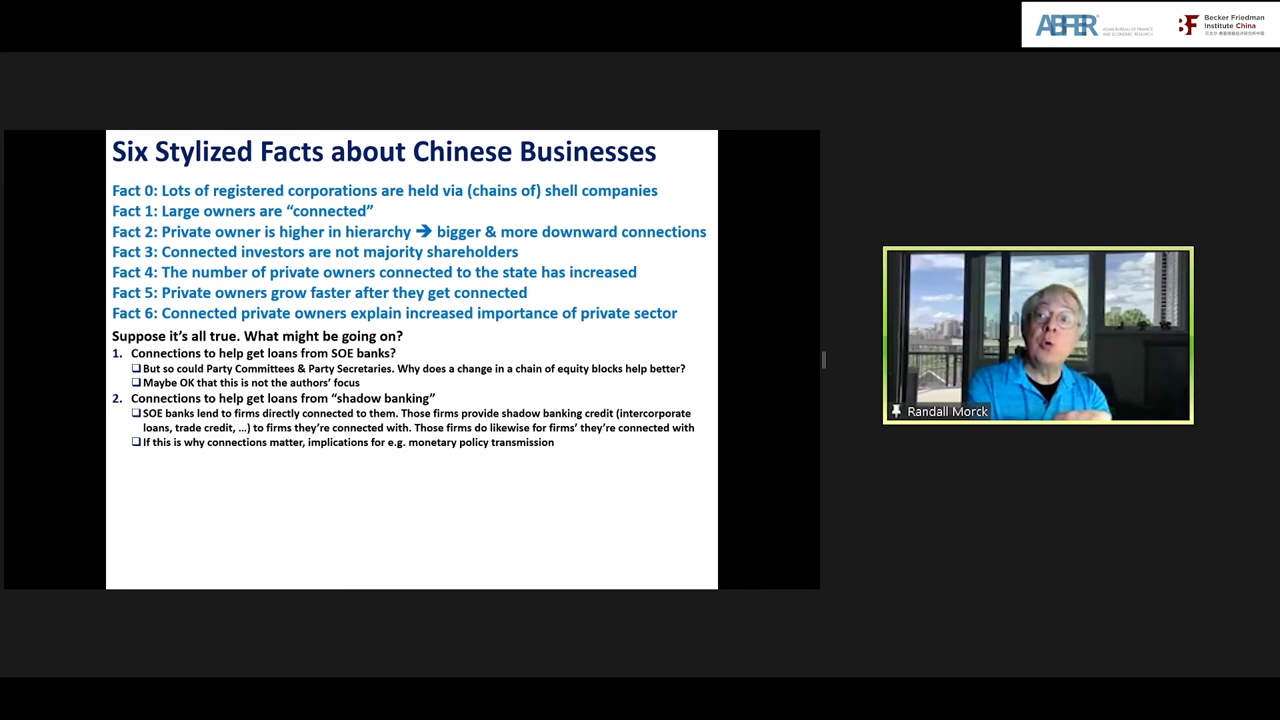 ABFER
ASIAN BUREAU OF FINANCE
AND ECONOMIC RESEARCH
BF
Becker Friedman
Institute China
Six Stylized Facts about Chinese Businesses
Fact 0: Lots of registered corporations are held via (chains of) shell companies
Fact 1: Large owners are “connected”
Fact 2: Private owner is higher in hierarchy ➔ bigger & more downward connections
Fact 3: Connected investors are not majority shareholders
Fact 4: The number of private owners connected to the state has increased
Fact 5: Private owners grow faster after they get connected
Fact 6: Connected private owners explain increased importance of private sector
Suppose it’s all true. What might be going on?
1. Connections to help get loans from SOE banks?
❑ But so could Party Committees & Party Secretaries. Why does a change in a chain of equity blocks help better?
❑ Maybe OK that this is not the authors’ focus
2. Connections to help get loans from “shadow banking”
❑ SOE banks lend to firms directly connected to them. Those firms provide shadow banking credit (intercorporate
loans, trade credit, …) to firms they’re connected with. Those firms do likewise for firms’ they’re connected with
❑ If this is why connections matter, implications for e.g. monetary policy transmission
Randall Morck